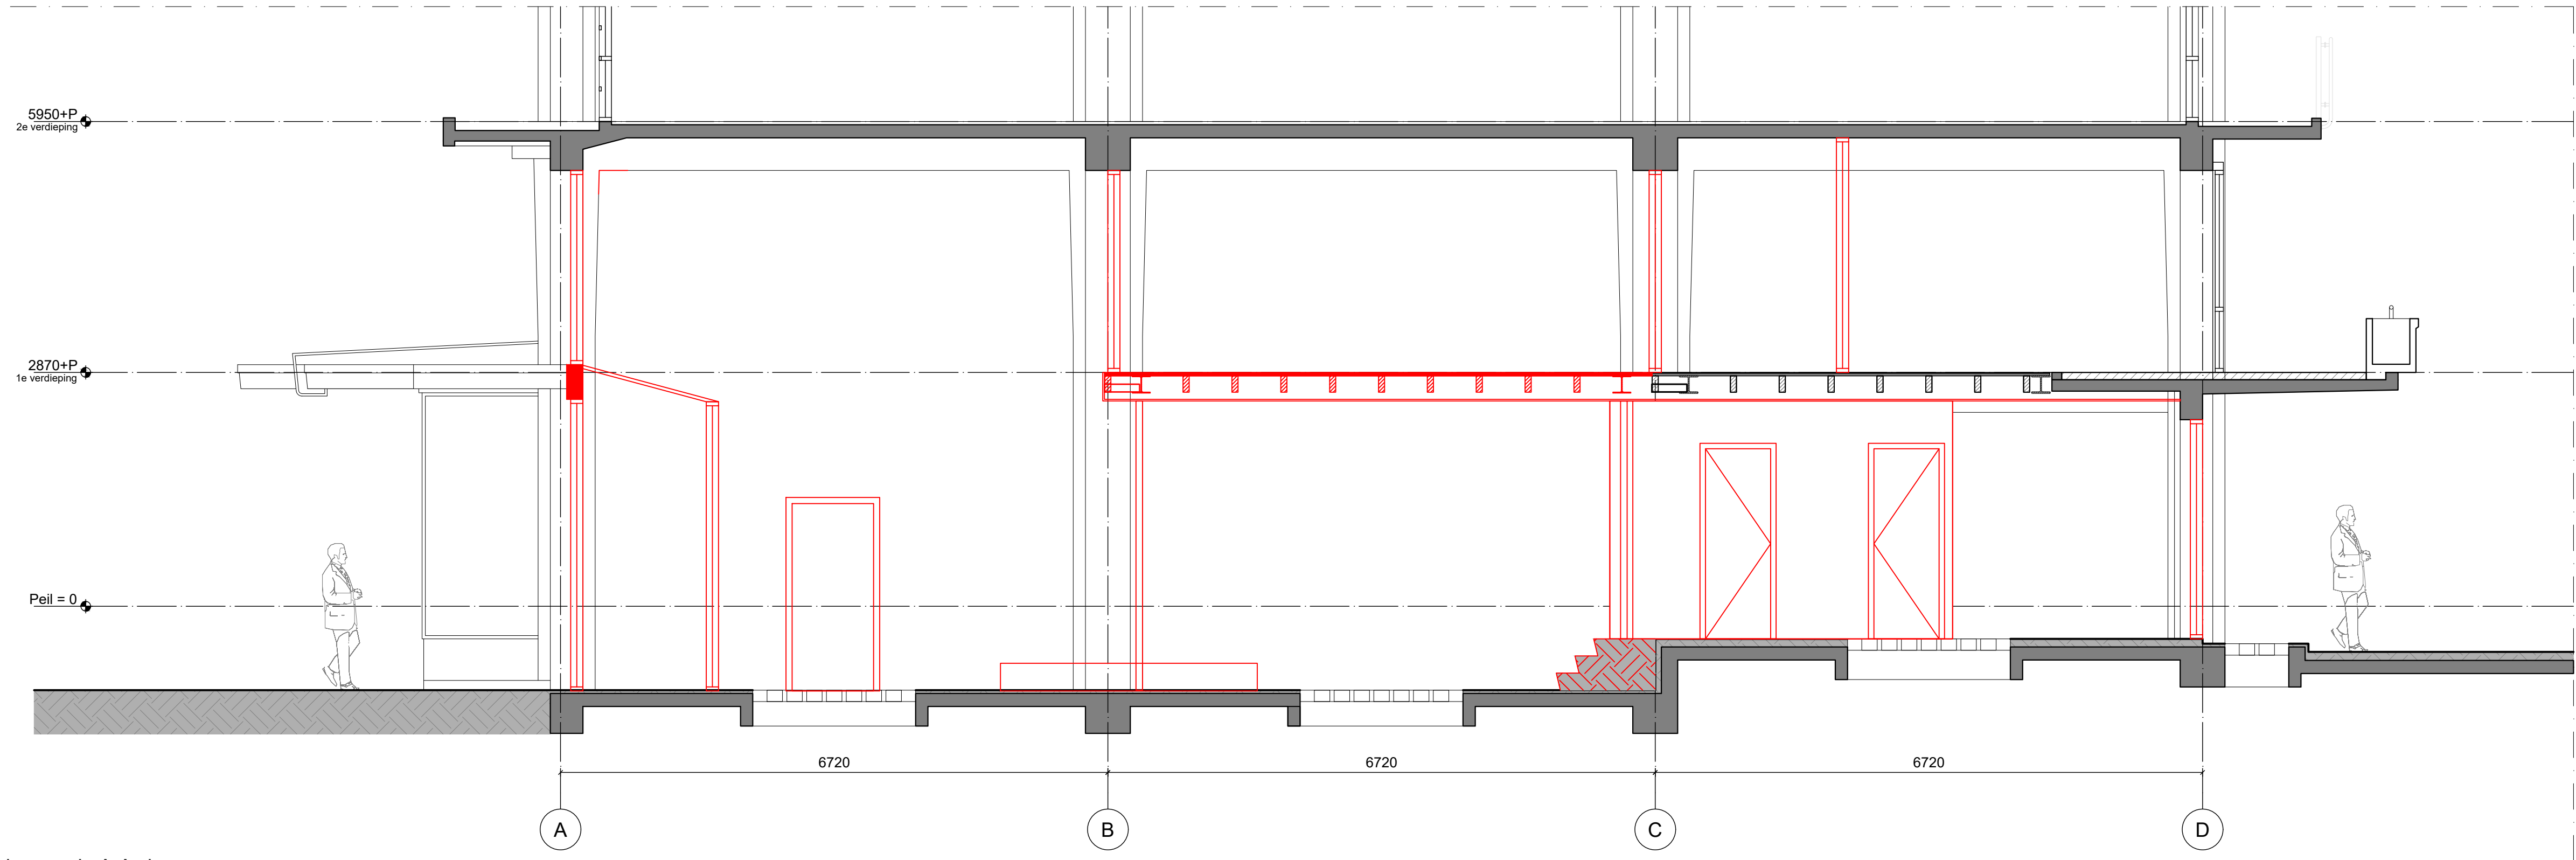 5950+P
2e verdieping
2870+P
1e verdieping
Peil = 0
6720
6720
6720
A
B
C
D